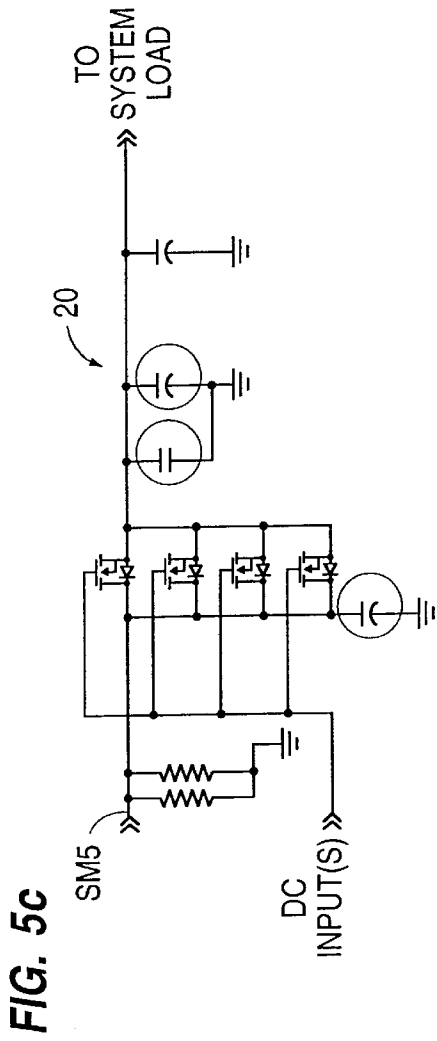 FIG. 5c
SM5
DC
INPUT(S)
20
TO
SYSTEM
LOAD